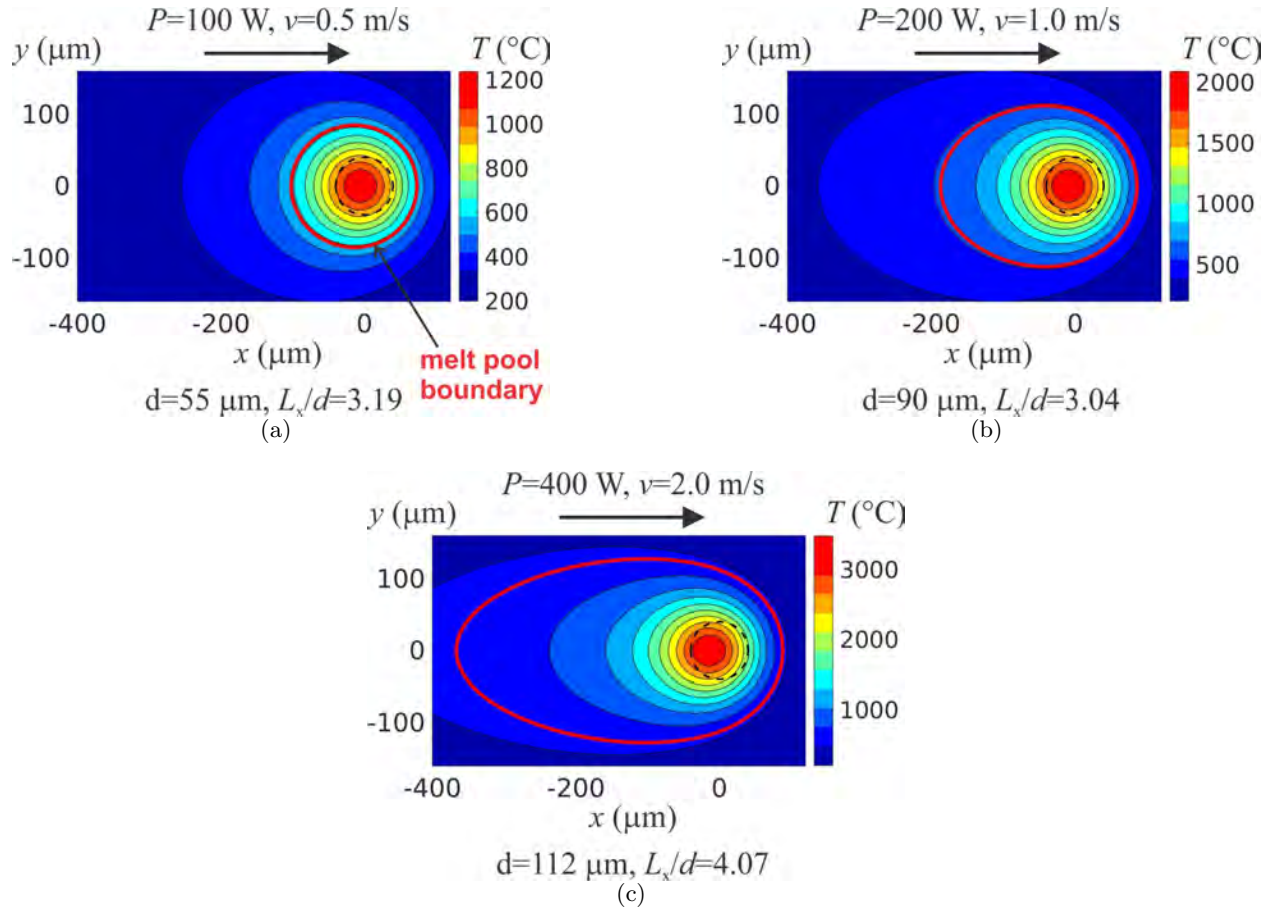 P=100 W, v=0.5 m/s
y (μm)
T (°C)
100
0
-100
1200
1000
800
600
400
200
-400
-200
0
x (μm)
melt pool
boundary
d=55 μm, Lx/d=3.19
(a)
P=200 W, v=1.0 m/s
y (μm)
T (°C)
100
0
-100
2000
1500
1000
500
-400
-200
0
x (μm)
d=90 μm, Lx/d=3.04
(b)
P=400 W, v=2.0 m/s
y (μm)
T (°C)
100
0
-100
3000
2000
1000
-400
-200
0
x (μm)
d=112 μm, Lx/d=4.07
(c)